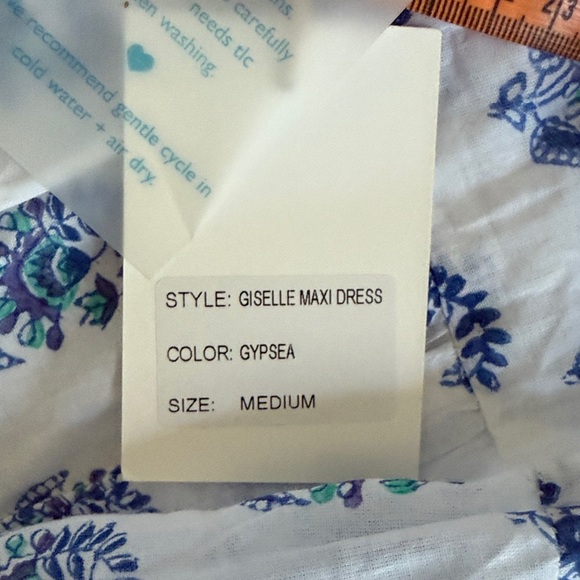 ns.
carefully
needs tlc
en washing.
recommend gentle cycle in
cold water + air dry.
STYLE: GISELLE MAXI DRESS
COLOR: GYPSEA
SIZE: MEDIUM